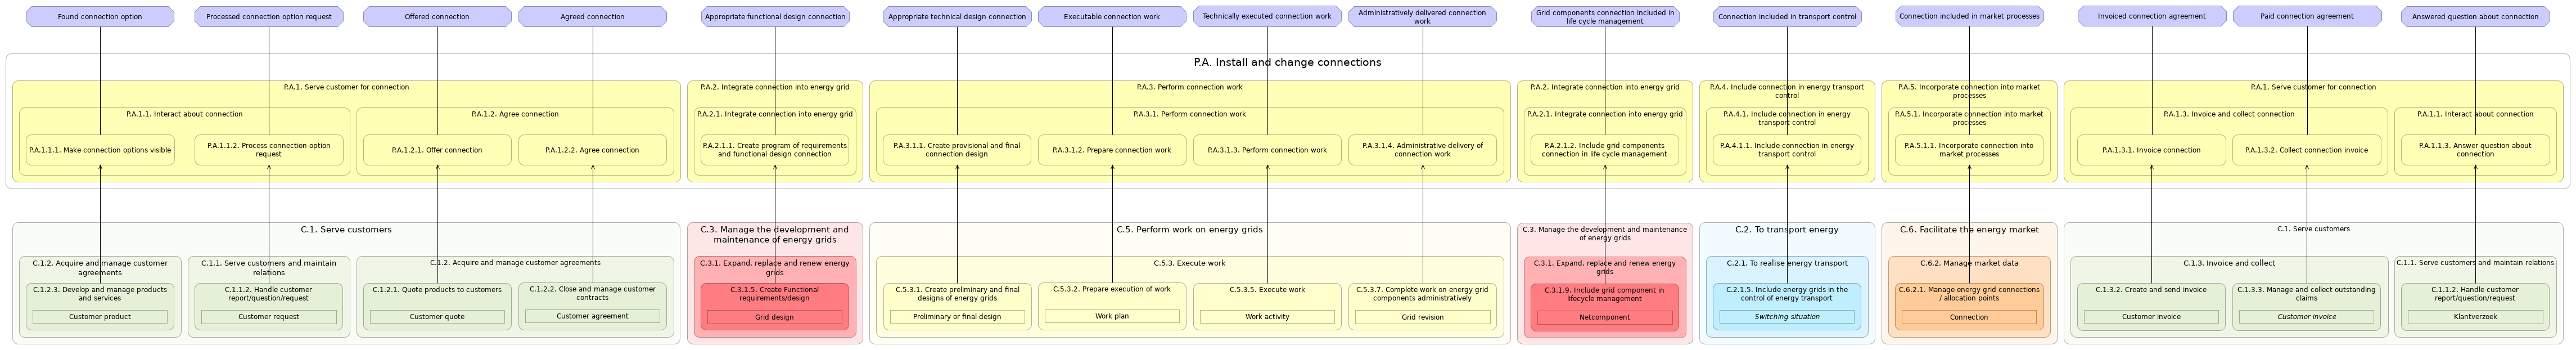 Found connection option
Processed connection option request
Offered connection
Agreed connection
Appropriate functional design connection
Appropriate technical design connection
Executable connection work
Technically executed connection work
Administratively delivered connection
work
Grid components connection included in
life cycle management
Connection included in transport control
Connection included in market processes
Invoiced connection agreement
Paid connection agreement
Answered question about connection
P.A. Install and change connections
P.A.1. Serve customer for connection
P.A.2. Integrate connection into energy grid
P.A.3. Perform connection work
P.A.2. Integrate connection into energy grid
P.A.4. Include connection in energy transport
control
P.A.5. Incorporate connection into market
processes
P.A.1. Serve customer for connection
P.A.1.1. Interact about connection
P.A.1.2. Agree connection
P.A.2.1. Integrate connection into energy grid
P.A.3.1. Perform connection work
P.A.2.1. Integrate connection into energy grid
P.A.4.1. Include connection in energy
transport control
P.A.5.1. Incorporate connection into market
processes
P.A.1.3. Invoice and collect connection
P.A.1.1. Interact about connection
P.A.1.1.1. Make connection options visible
P.A.1.1.2. Process connection option
request
P.A.1.2.1. Offer connection
P.A.1.2.2. Agree connection
P.A.2.1.1. Create program of requirements
and functional design connection
P.A.3.1.1. Create provisional and final
connection design
P.A.3.1.2. Prepare connection work
P.A.3.1.3. Perform connection work
P.A.3.1.4. Administrative delivery of
connection work
P.A.2.1.2. Include grid components
connection in life cycle management
P.A.4.1.1. Include connection in energy
transport control
P.A.5.1.1. Incorporate connection into
market processes
P.A.1.3.1. Invoice connection
P.A.1.3.2. Collect connection invoice
P.A.1.1.3. Answer question about
connection
C.1. Serve customers
C.3. Manage the development and
maintenance of energy grids
C.5. Perform work on energy grids
C.3. Manage the development and maintenance
of energy grids
C.2. To transport energy
C.6. Facilitate the energy market
C.1. Serve customers
C.1.2. Acquire and manage customer
agreements
C.1.1. Serve customers and maintain
relations
C.1.2. Acquire and manage customer agreements
C.3.1. Expand, replace and renew energy
grids
C.5.3. Execute work
C.3.1. Expand, replace and renew energy
grids
C.2.1. To realise energy transport
C.6.2. Manage market data
C.1.3. Invoice and collect
C.1.1. Serve customers and maintain relations
C.1.2.3. Develop and manage products
and services
C.1.1.2. Handle customer
report/question/request
C.1.2.1. Quote products to customers
C.1.2.2. Close and manage customer
contracts
C.3.1.5. Create Functional
requirements/design
C.5.3.1. Create preliminary and final
designs of energy grids
C.5.3.2. Prepare execution of work
C.5.3.5. Execute work
C.5.3.7. Complete work on energy grid
components administratively
C.3.1.9. Include grid component in
lifecycle management
C.2.1.5. Include energy grids in the
control of energy transport
C.6.2.1. Manage energy grid connections
/ allocation points
C.1.3.2. Create and send invoice
C.1.3.3. Manage and collect outstanding
claims
C.1.1.2. Handle customer
report/question/request
Customer product
Customer request
Customer quote
Customer agreement
Grid design
Preliminary or final design
Work plan
Work activity
Grid revision
Netcomponent
Switching situation
Connection
Customer invoice
Customer invoice
Klantverzoek